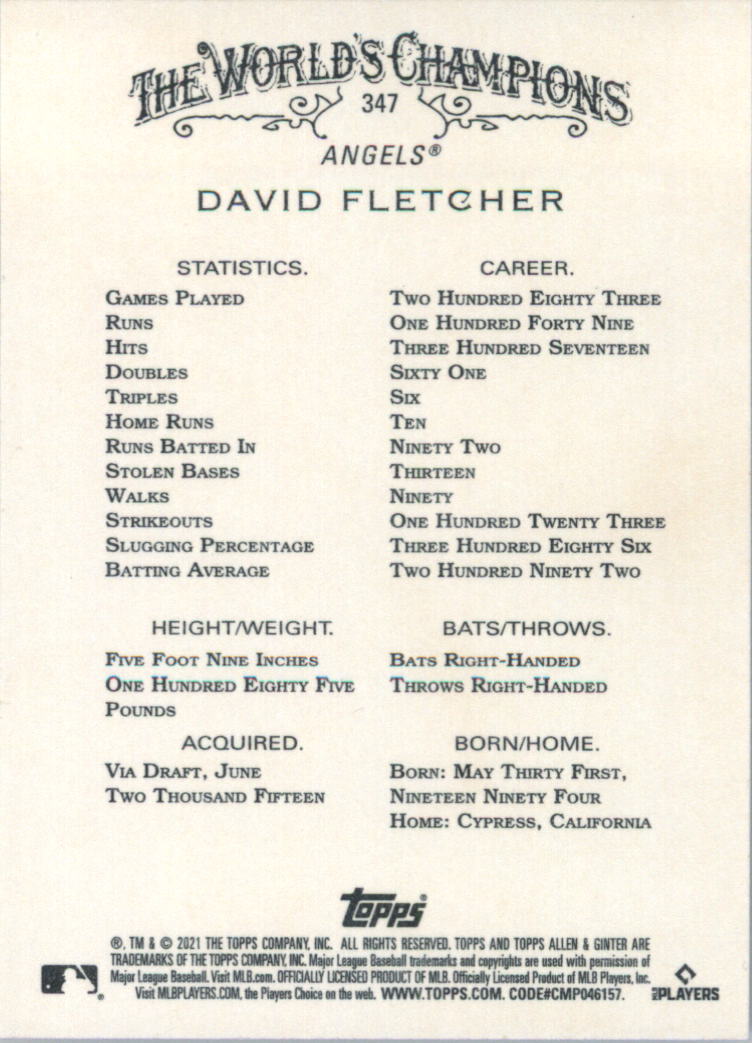 THE WORLD'S CHAMPIONS
347
ANGELS®
DAVID FLETCHER
STATISTICS. CAREER.
GAMES PLAYED TWO HUNDRED EIGHTY THREE
RUNS ONE HUNDRED FORTY NINE
HITS THREE HUNDRED SEVENTEEN
DOUBLES SIXTY ONE
TRIPLES SIX
HOME RUNS TEN
RUNS BATTED IN NINETY TWO
STOLEN BASES THIRTEEN
WALKS NINETY
STRIKEOUTS ONE HUNDRED TWENTY THREE
SLUGGING PERCENTAGE THREE HUNDRED EIGHTY SIX
BATTING AVERAGE TWO HUNDRED NINETY TWO
HEIGHT/WEIGHT.
FIVE FOOT NINE INCHES
ONE HUNDRED EIGHTY FIVE
POUNDS
BATS/THROWS.
BATS RIGHT-HANDED
THROWS RIGHT-HANDED
ACQUIRED.
VIA DRAFT, JUNE
TWO THOUSAND FIFTEEN
BORN/HOME.
BORN: MAY THIRTY FIRST,
NINETEEN NINETY FOUR
HOME: CYPRESS, CALIFORNIA
topps®
®, TM & © 2021 THE TOPPS COMPANY, INC. ALL RIGHTS RESERVED. TOPPS AND TOPPS ALLEN & GINTER ARE
TRADEMARKS OF THE TOPPS COMPANY, INC. Major League Baseball trademarks and copyrights are used with permission of
Major League Baseball. Visit MLB.com. OFFICIALLY LICENSED PRODUCT OF MLB. Officially Licensed Product of MLB Players, Inc.
Visit MLBPLAYERS.COM, the Players Choice on the web. WWW.TOPPS.COM. CODE#CMP046157.
MLB PLAYERS